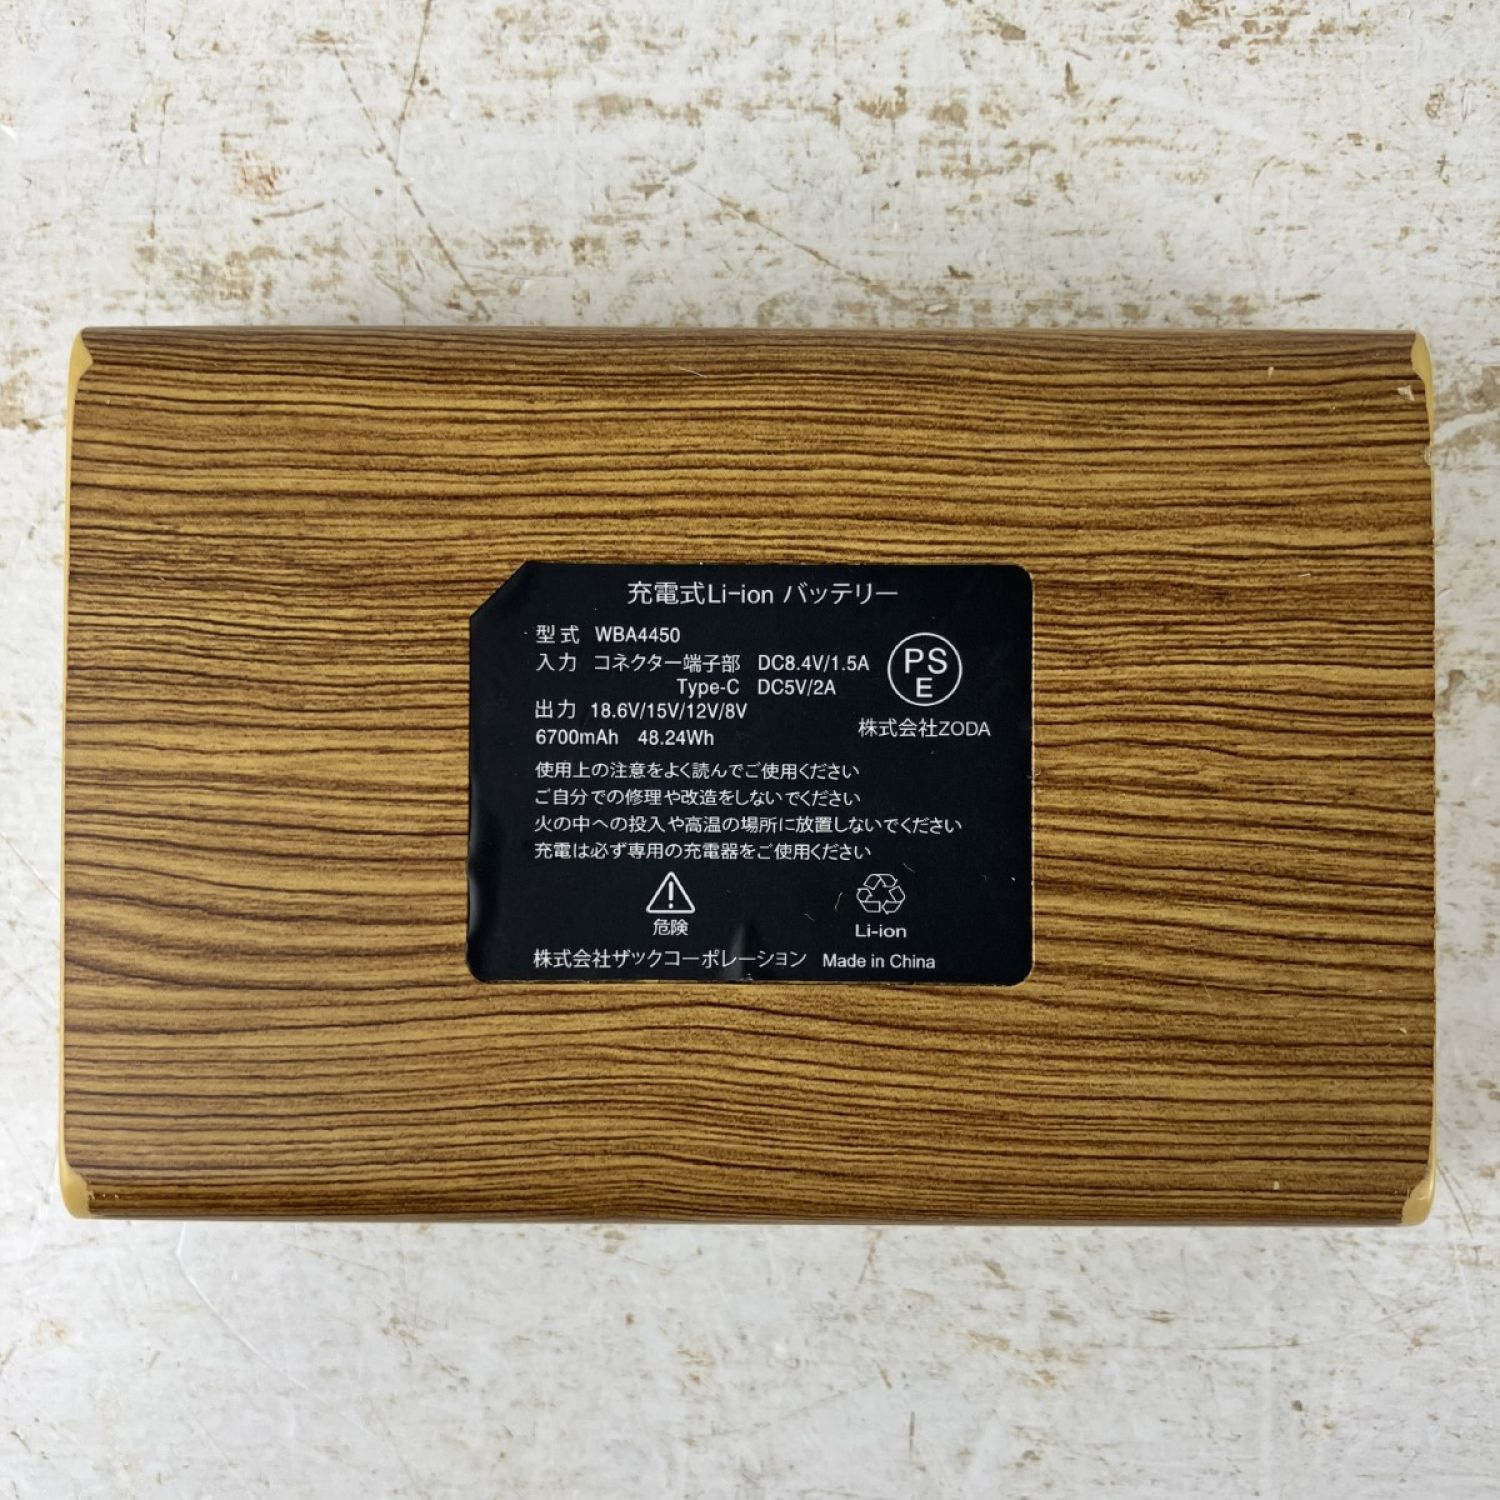 充電式Li-ion バッテリー
型式 WBA4450
入力 コネクター端子部 DC8.4V/1.5A
Type-C DC5V/2A
出力 18.6V/15V/12V/8V
6700mAh 48.24Wh
PS
E
株式会社ZODA
使用上の注意をよく読んでご使用ください
ご自分での修理や改造をしないでください
火の中への投入や高温の場所に放置しないでください
充電は必ず専用の充電器をご使用ください
危険
Li-ion
株式会社ザックコーポレーション Made in China